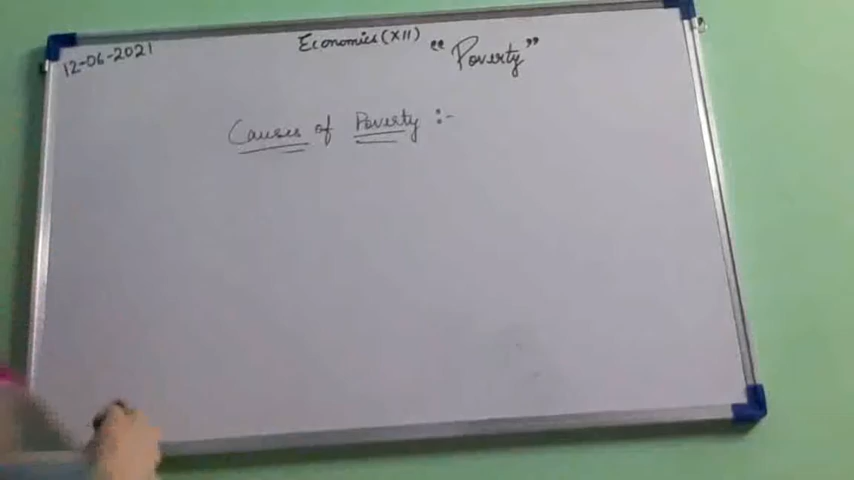 12-06-2021
Economics(XII) "Poverty"
Causes of Poverty :-